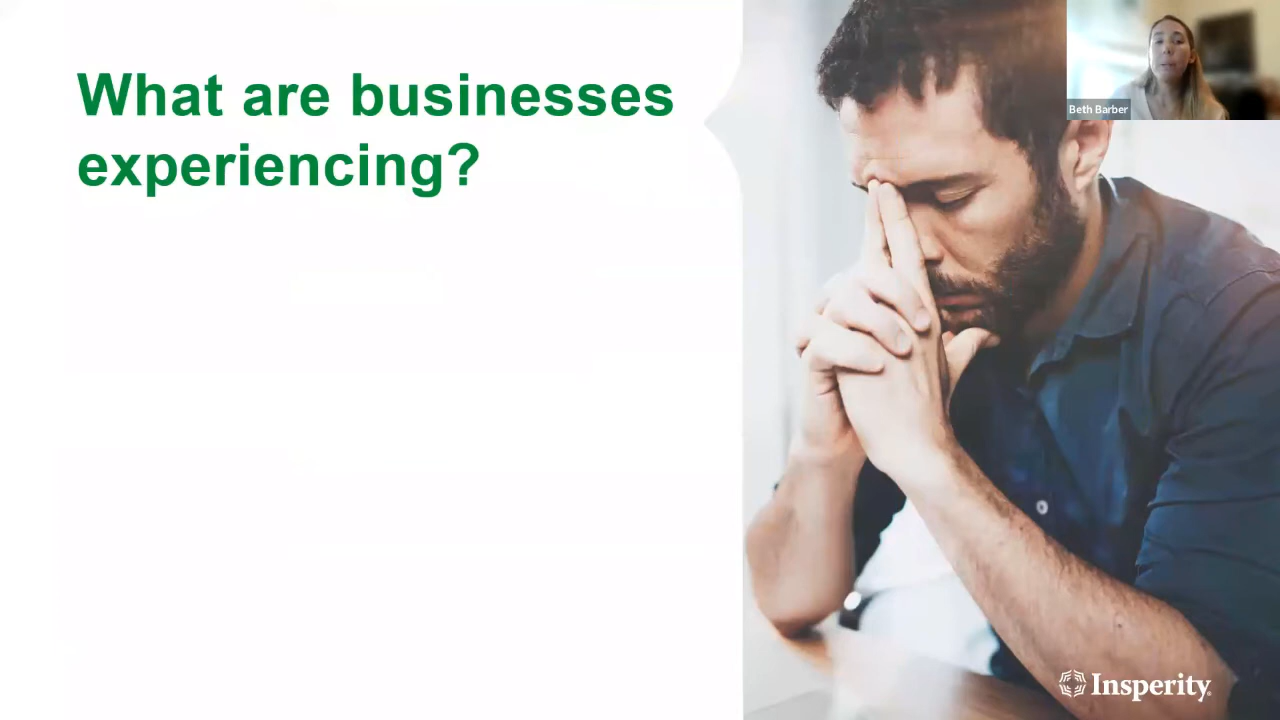 What are businesses
experiencing?
Beth Barber
Insperity